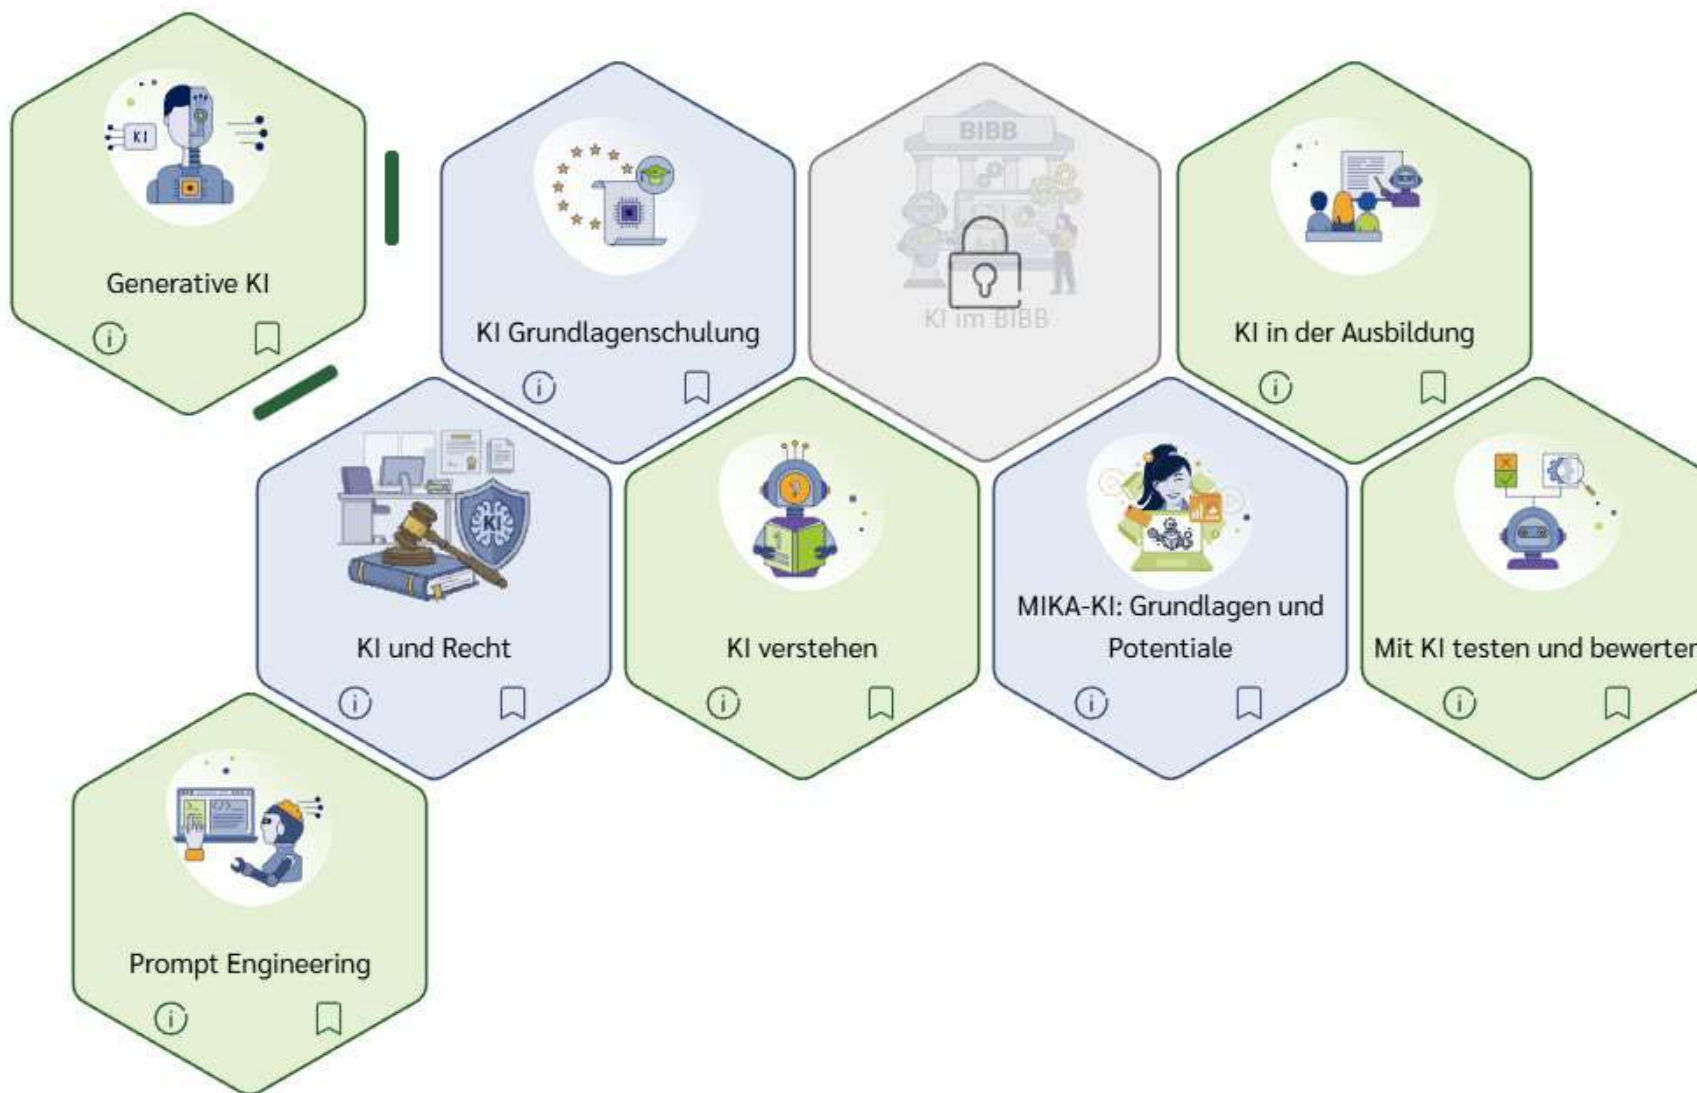 KI
Generative KI
KI Grundlagenschulung
BIBB
KI im BIBB
KI in der Ausbildung
KI
KI und Recht
KI verstehen
MIKA-KI: Grundlagen und
Potentiale
Mit KI testen und bewerten
Prompt Engineering